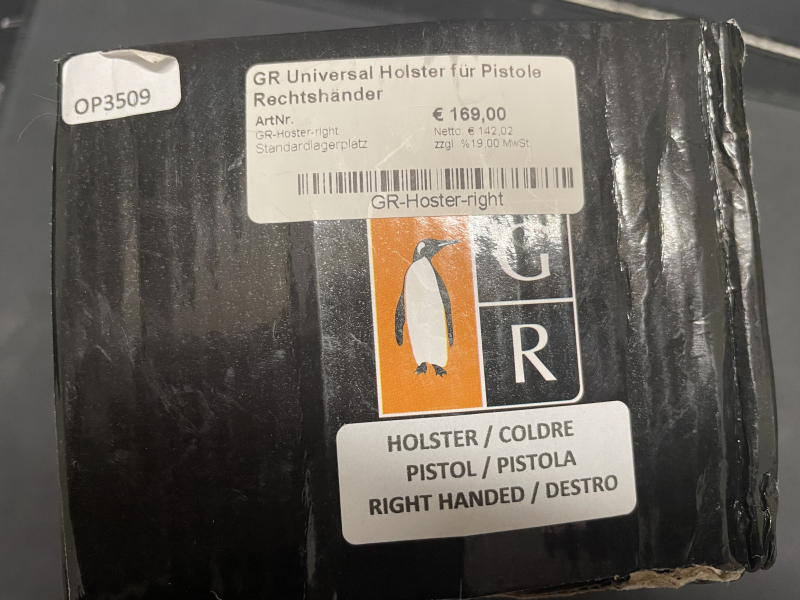 OP3509
GR Universal Holster für Pistole
Rechtshänder
ArtNr.
€ 169,00
GR-Hoster-right
Netto € 142,02
Standardlagerplatz
zzgl. %19,00 MwSt
GR-Hoster-right
G
R
HOLSTER / COLDRE
PISTOL / PISTOLA
RIGHT HANDED / DESTRO